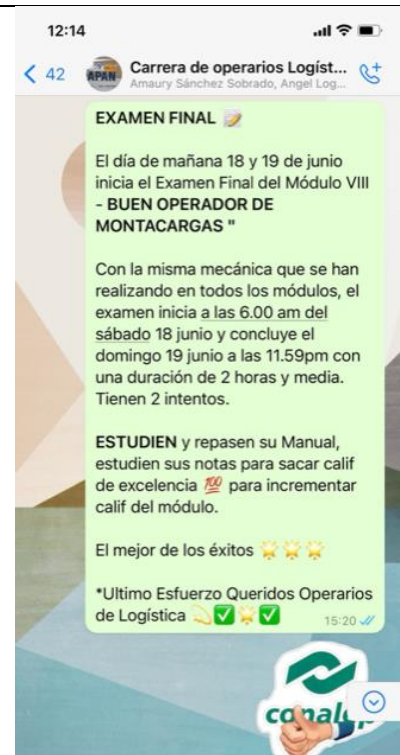 12:14
42
APAN
Carrera de operarios Logíst...
Amaury Sánchez Sobrado, Angel Log...
EXAMEN FINAL
El día de mañana 18 y 19 de junio
inicia el Examen Final del Módulo VIII
- BUEN OPERADOR DE
MONTACARGAS "
Con la misma mecánica que se han
realizando en todos los módulos, el
examen inicia a las 6.00 am del
sábado 18 junio y concluye el
domingo 19 junio a las 11.59pm con
una duración de 2 horas y media.
Tienen 2 intentos.
ESTUDIEN y repasen su Manual,
estudien sus notas para sacar calif
de excelencia 💯 para incrementar
calif del módulo.
El mejor de los éxitos
*Ultimo Esfuerzo Queridos Operarios
de Logística
15:20
conalep